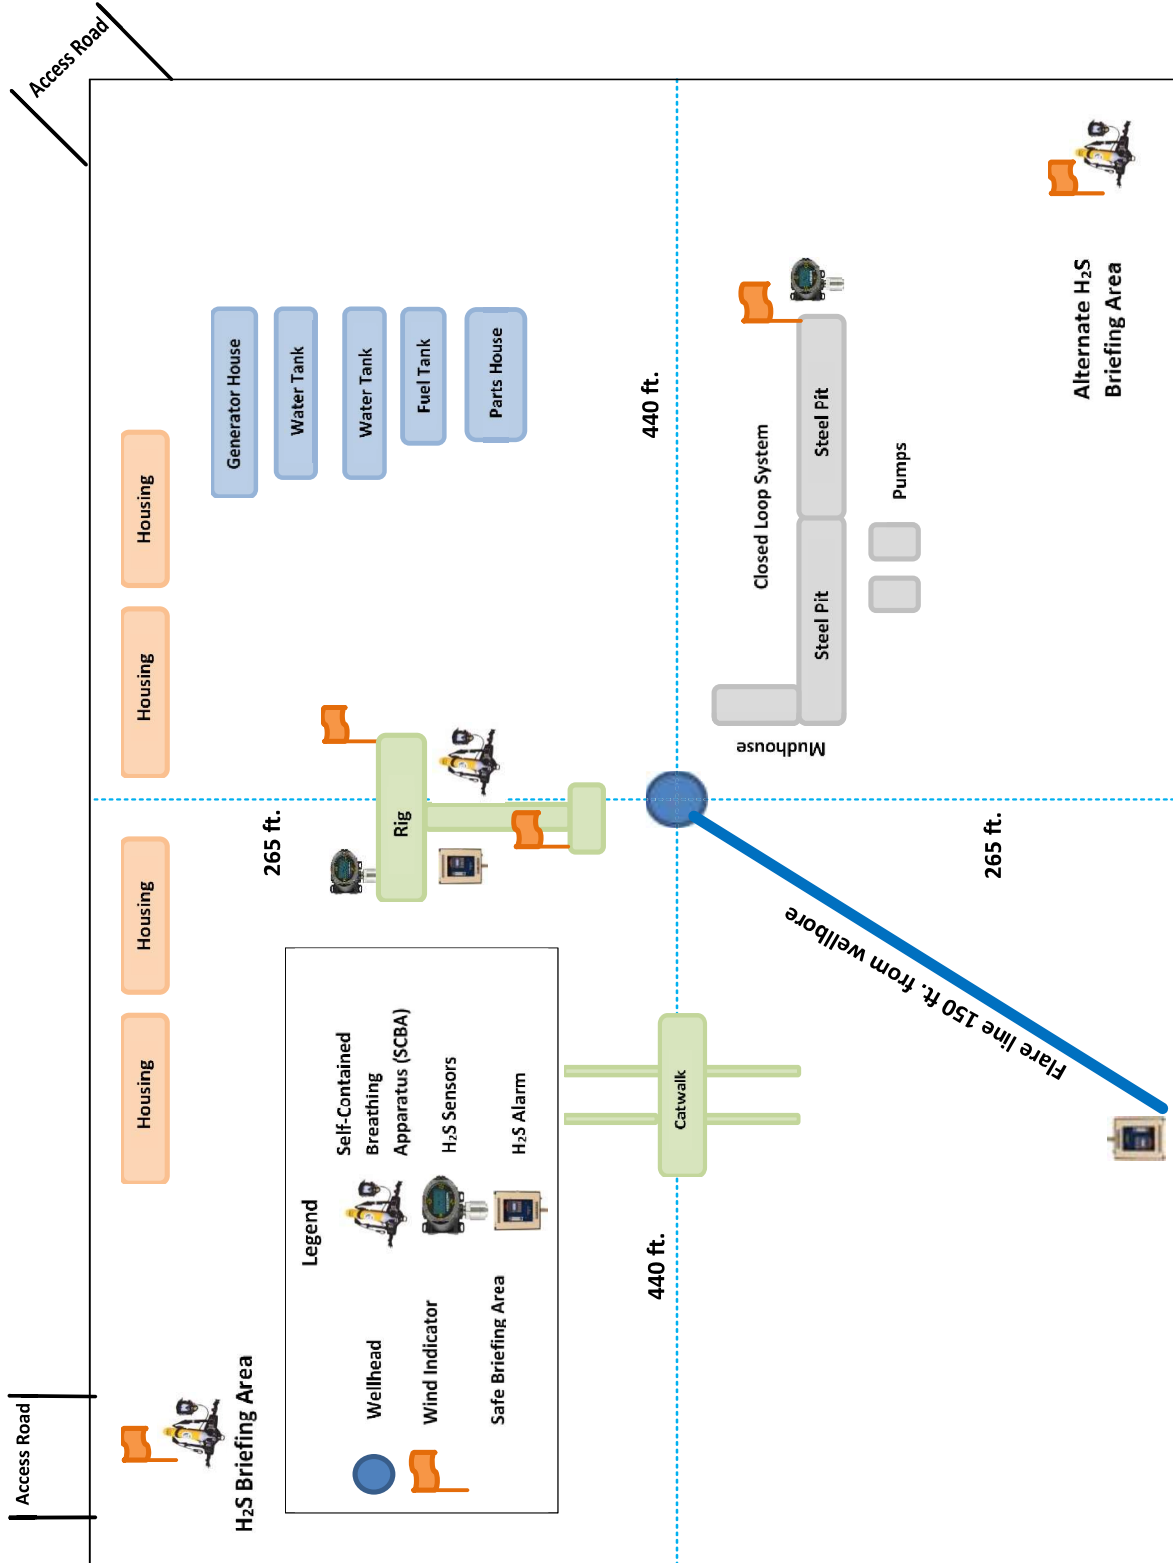 Access Road
Access Road
Housing
Housing
Housing
Housing
Generator House
Water Tank
Water Tank
Fuel Tank
Parts House
H₂S Briefing Area
265 ft.
Rig
Legend
Wellhead
Wind Indicator
Safe Briefing Area
Self-Contained
Breathing
Apparatus (SCBA)
H₂S Sensors
H₂S Alarm
440 ft.
Catwalk
440 ft.
Mudhouse
Closed Loop System
Steel Pit
Steel Pit
Pumps
Flare line 150 ft. from wellbore
265 ft.
Alternate H₂S
Briefing Area